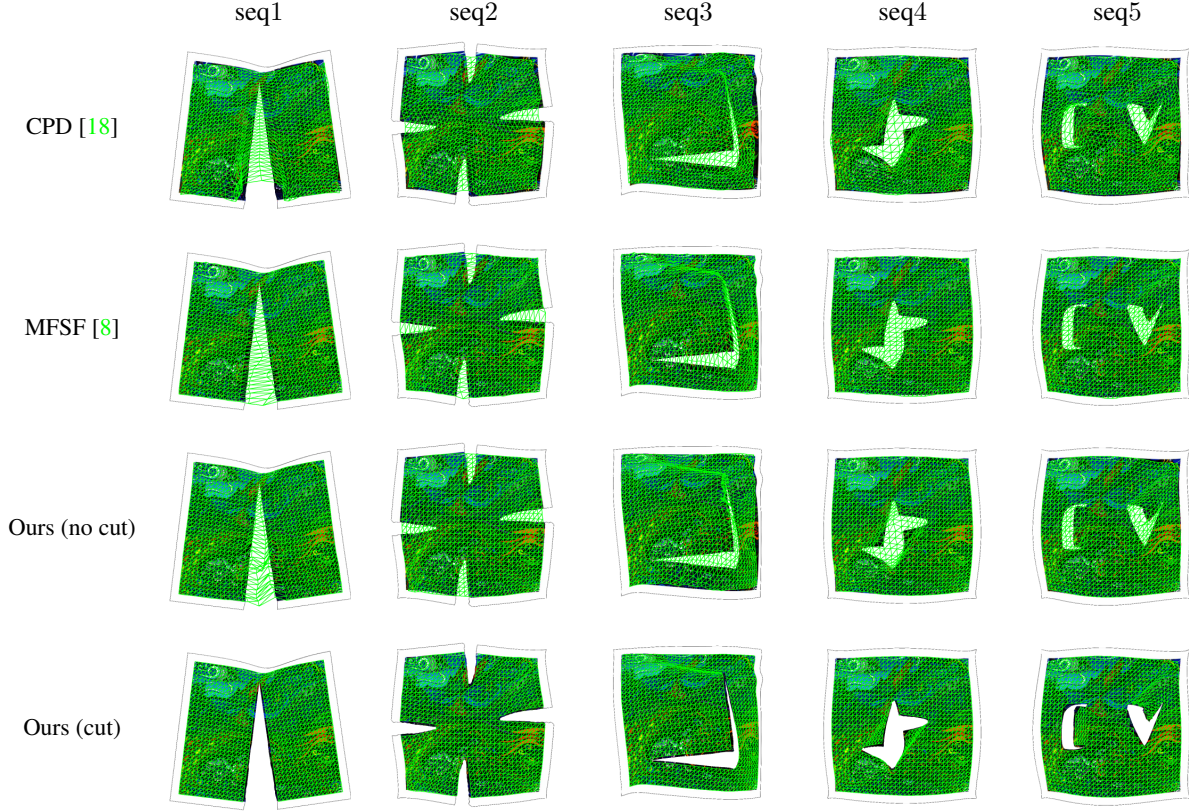 seq1 seq2 seq3 seq4 seq5
CPD [18]
MFSF [8]
Ours (no cut)
Ours (cut)